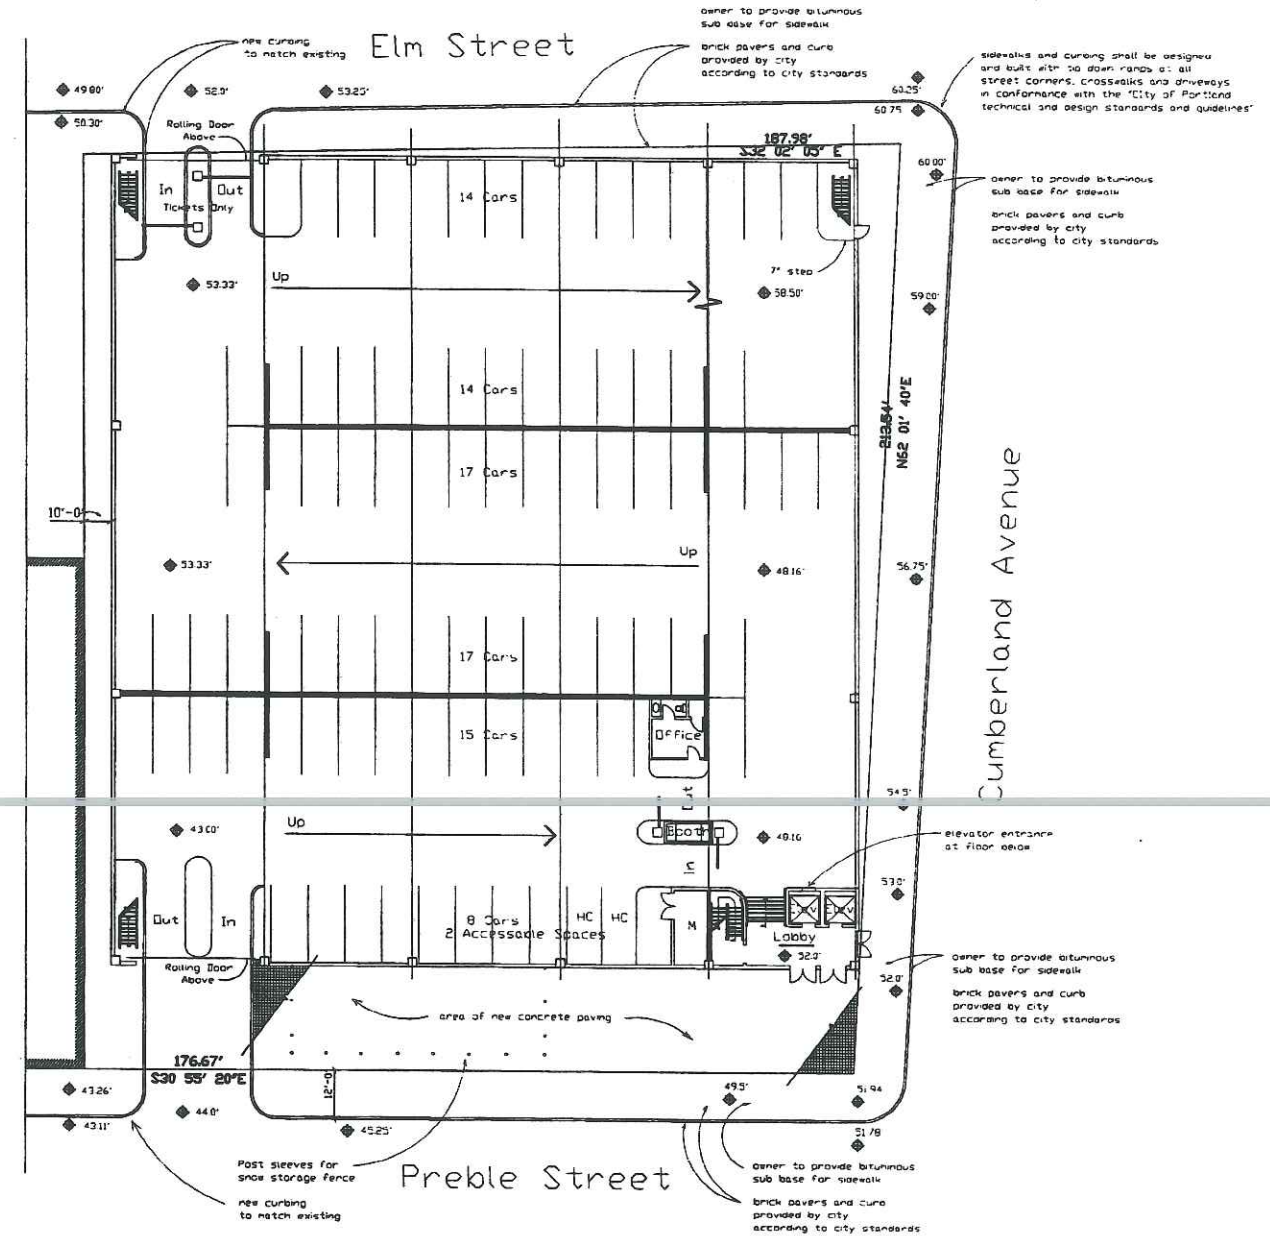 owner to provide bituminous
sub base for sidewalk
new curbing
to match existing
Elm Street
brick pavers and curb
provided by city
according to city standards
sidewalks and curbing shall be designed
and built with tip down ramps at all
street corners, crosswalks and driveways
in conformance with the "City of Portland
technical and design standards and guidelines"
49.80'
52.0'
53.25'
60.25'
60.75
50.30'
Rolling Door
Above
187.98'
S32 02' 05" E
60.00'
In
Out
Tickets Only
14 Cars
owner to provide bituminous
sub base for sidewalk
brick pavers and curb
provided by city
according to city standards
7" step
Up
53.33'
58.50'
59.00'
14 Cars
213.54'
N62 01' 40"E
17 Cars
10'-0
Up
53.33'
48.16'
56.75'
Cumberland Avenue
17 Cars
15 Cars
Office
Out
54.5'
43.00'
Up
Booth
48.16
elevator entrance
at floor below
In
53.0'
Out
In
8 Cars
2 Accessable Spaces
HC
HC
M
Elev
Elev
Lobby
52.0'
Rolling Door
Above
owner to provide bituminous
sub base for sidewalk
52.0'
brick pavers and curb
provided by city
according to city standards
area of new concrete paving
176.67'
S30 55' 20"E
12'-0
43.26'
44.0'
49.5'
51.94
43.11'
45.25'
51.78
Post sleeves for
snow storage fence
Preble Street
owner to provide bituminous
sub base for sidewalk
new curbing
to match existing
brick pavers and curb
provided by city
according to city standards